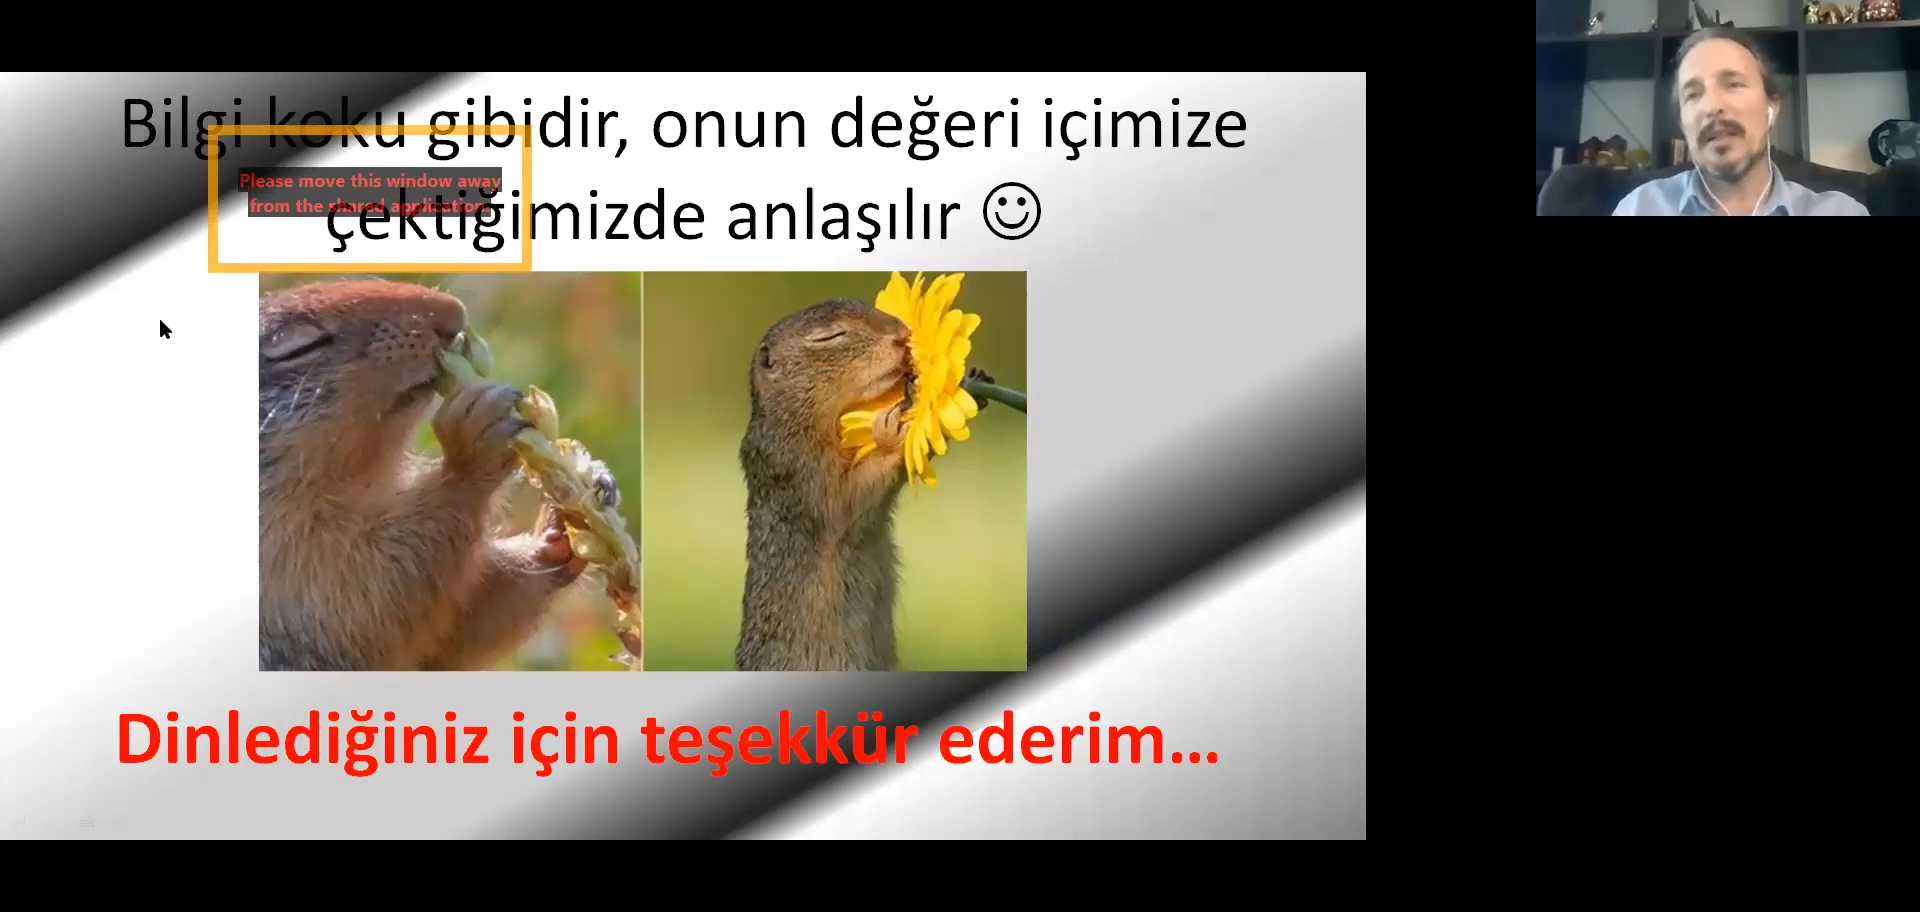 Bilgi koku gibidir, onun değeri içimize
Please move this window away
from the shared application.
çektiğimizde anlaşılır ☺
Dinlediğiniz için teşekkür ederim...